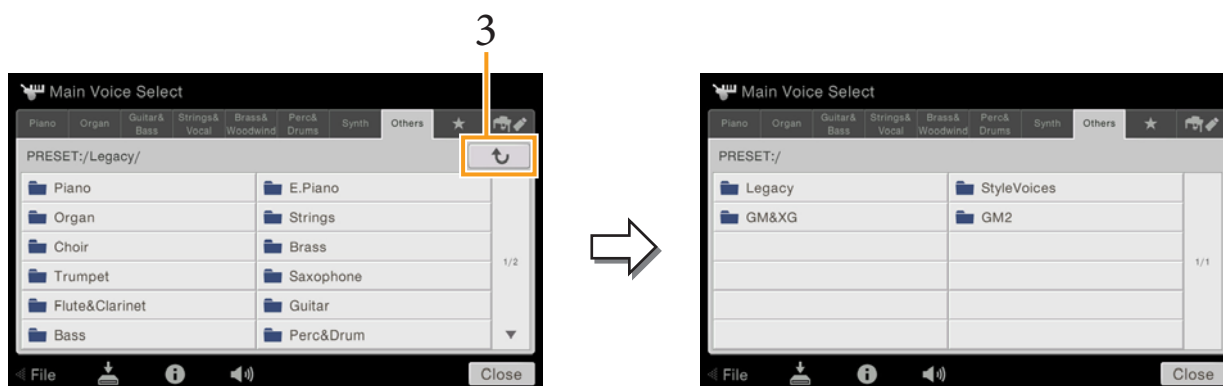 3
Main Voice Select
Piano Organ Guitar& Bass Strings& Vocal Brass& Woodwind Perc& Drums Synth Others
PRESET:/Legacy/
Piano E.Piano
Organ Strings
Choir Brass
1/2
Trumpet Saxophone
Flute&Clarinet Guitar
Bass Perc&Drum
File Close
Main Voice Select
Piano Organ Guitar& Bass Strings& Vocal Brass& Woodwind Perc& Drums Synth Others
PRESET:/
Legacy StyleVoices
GM&XG GM2
1/1
File Close